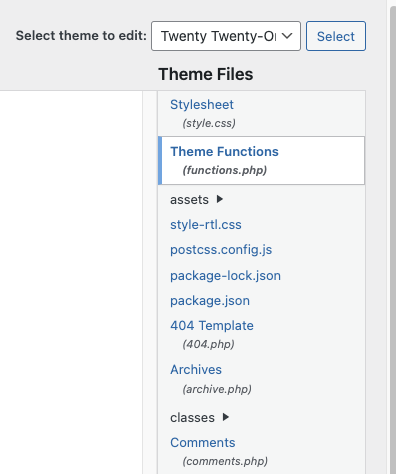 Select theme to edit: Twenty Twenty-O Select
Theme Files
Stylesheet
(style.css)
Theme Functions
(functions.php)
assets
style-rtl.css
postcss.config.js
package-lock.json
package.json
404 Template
(404.php)
Archives
(archive.php)
classes
Comments
(comments.php)